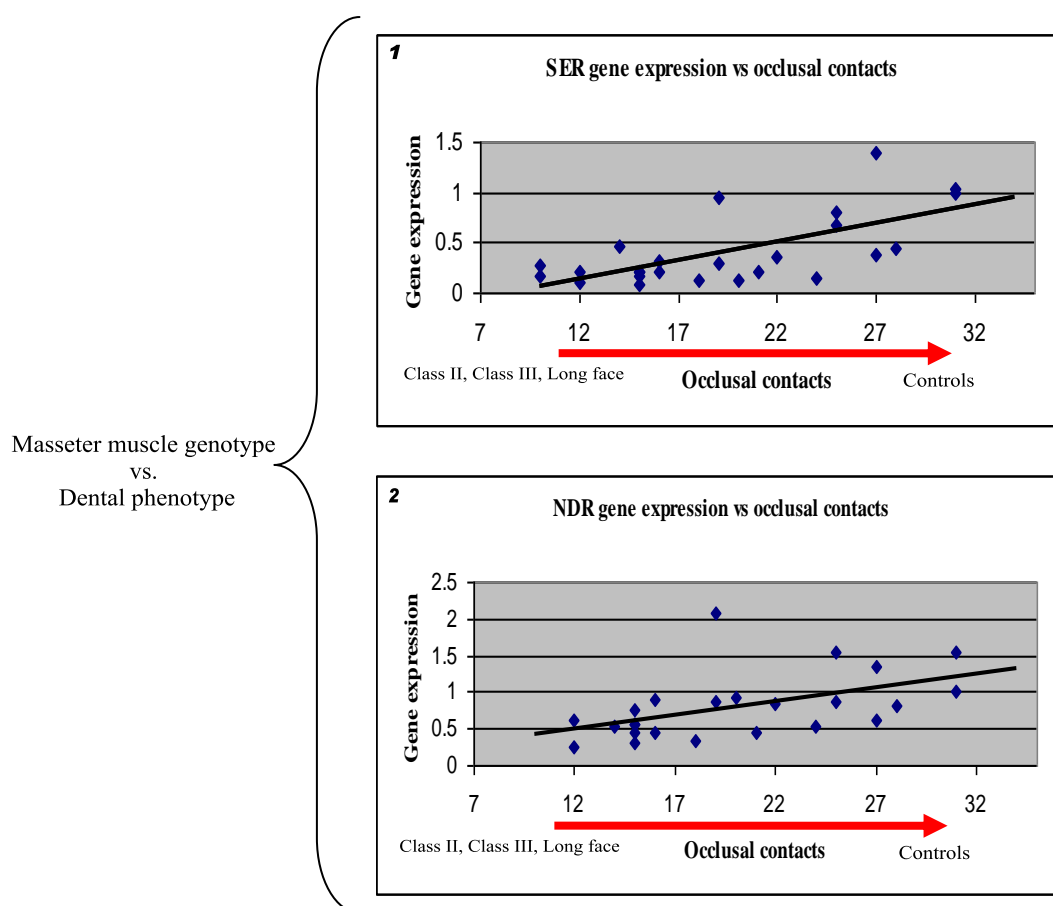 Masseter muscle genotype
vs.
Dental phenotype
1
SER gene expression vs occlusal contacts
Gene expression
1.5
1
0.5
0
7 12 17 22 27 32
Class II, Class III, Long face
Occlusal contacts
Controls
2
NDR gene expression vs occlusal contacts
Gene expression
2.5
2
1.5
1
0.5
0
7 12 17 22 27 32
Class II, Class III, Long face
Occlusal contacts
Controls